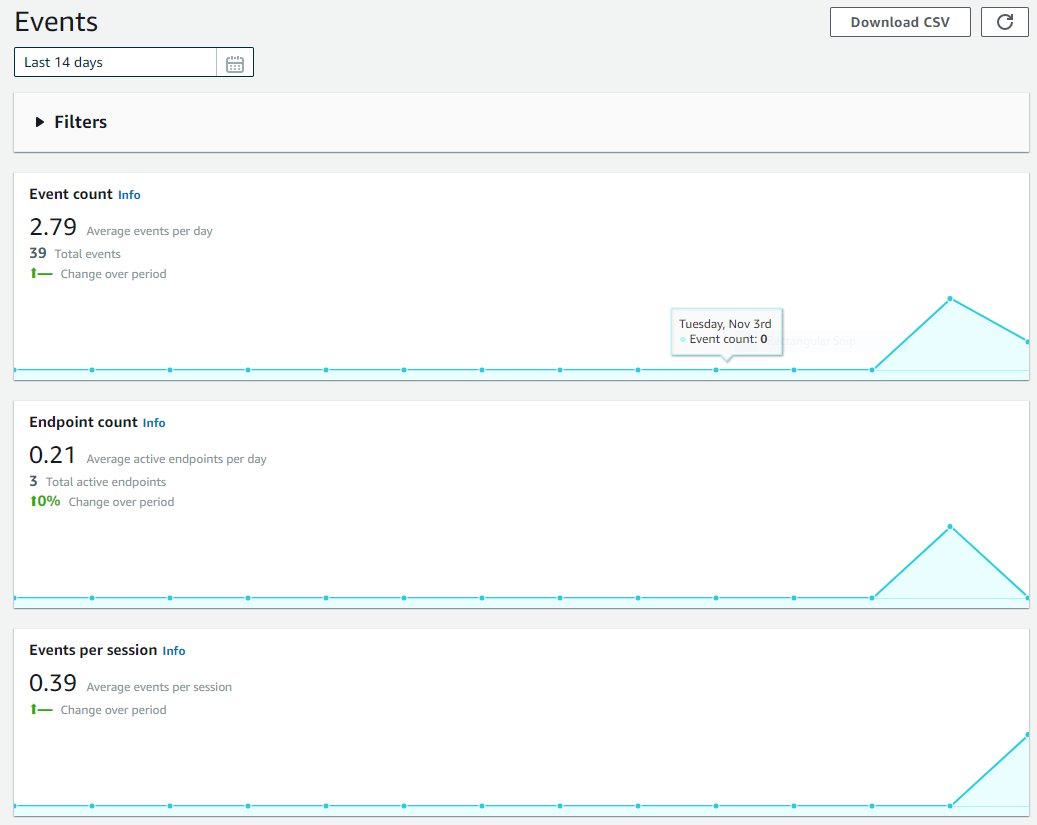 Events
Download CSV
Last 14 days
Filters
Event count Info
2.79 Average events per day
39 Total events
Change over period
Tuesday, Nov 3rd
Event count: 0
Rectangular Snip
Endpoint count Info
0.21 Average active endpoints per day
3 Total active endpoints
0% Change over period
Events per session Info
0.39 Average events per session
Change over period